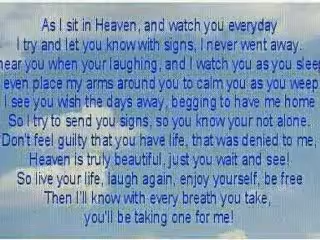 As I sit in Heaven, and watch you everyday
I try and let you know with signs, I never went away.
hear you when your laughing, and I watch you as you sleep
even place my arms around you to calm you as you weep
I see you wish the days away, begging to have me home
So I try to send you signs, so you know your not alone.
Don't feel guilty that you have life, that was denied to me,
Heaven is truly beautiful, just you wait and see!
So live your life, laugh again, enjoy yourself, be free
Then I'll know with every breath you take,
you'll be taking one for me!